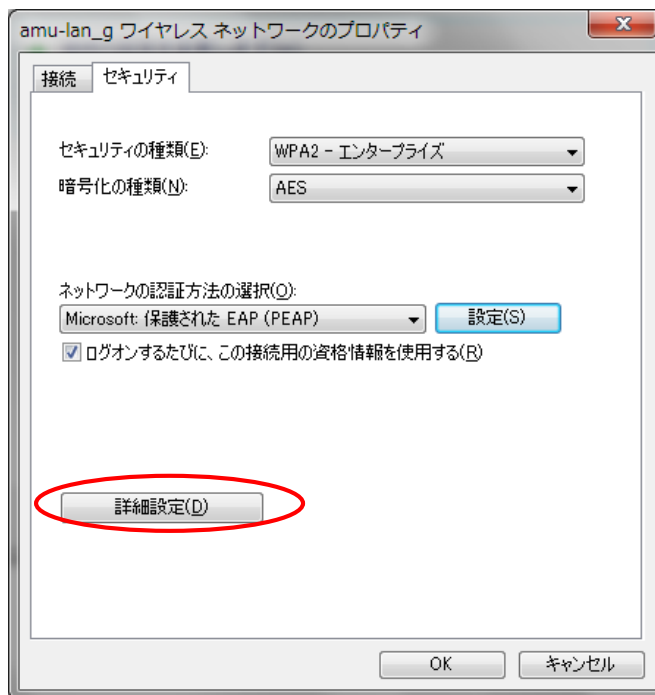 amu-lan_g ワイヤレス ネットワークのプロパティ
接続 セキュリティ
セキュリティの種類(E): WPA2 - エンタープライズ
暗号化の種類(N): AES
ネットワークの認証方法の選択(O):
Microsoft: 保護された EAP (PEAP) 設定(S)
ログオンするたびに、この接続用の資格情報を使用する(R)
詳細設定(D)
OK キャンセル